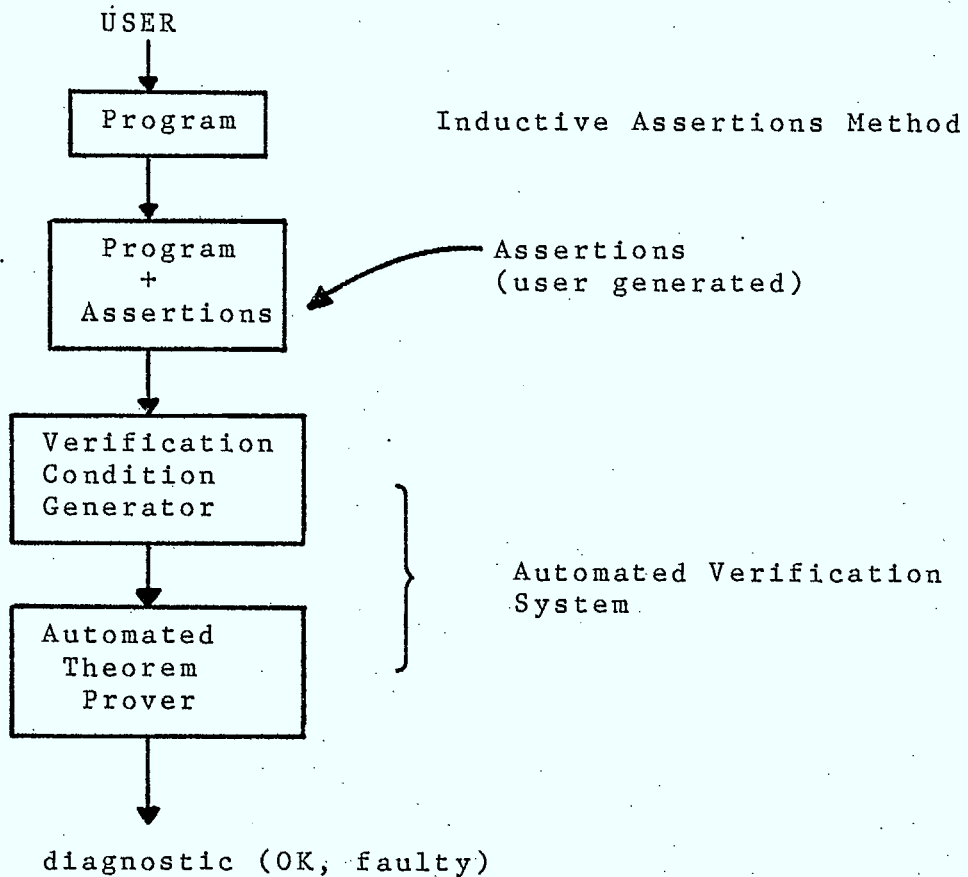 USER
Program
Inductive Assertions Method
Program
+
Assertions
Assertions
(user generated)
Verification
Condition
Generator
Automated Verification
System
Automated
Theorem
Prover
diagnostic (OK, faulty)